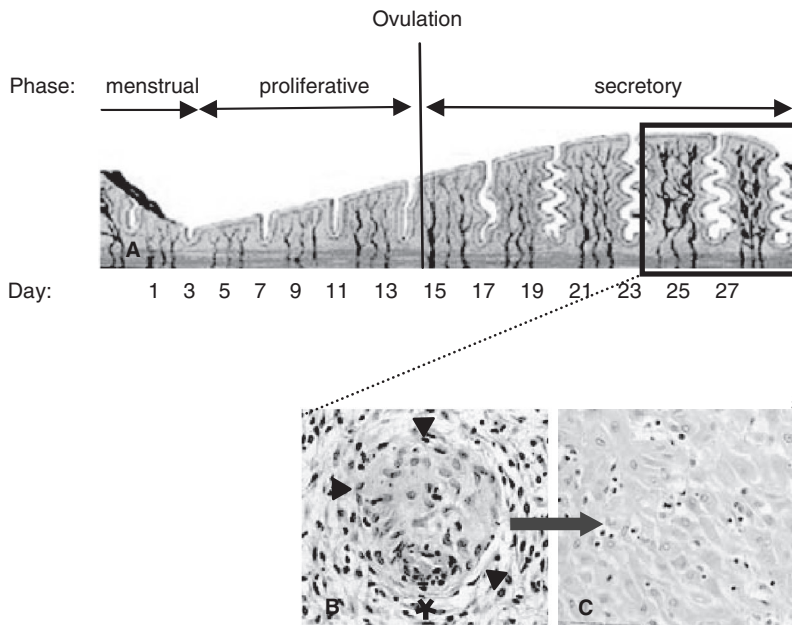 Ovulation
Phase: menstrual proliferative secretory
A
Day: 1 3 5 7 9 11 13 15 17 19 21 23 25 27
B C